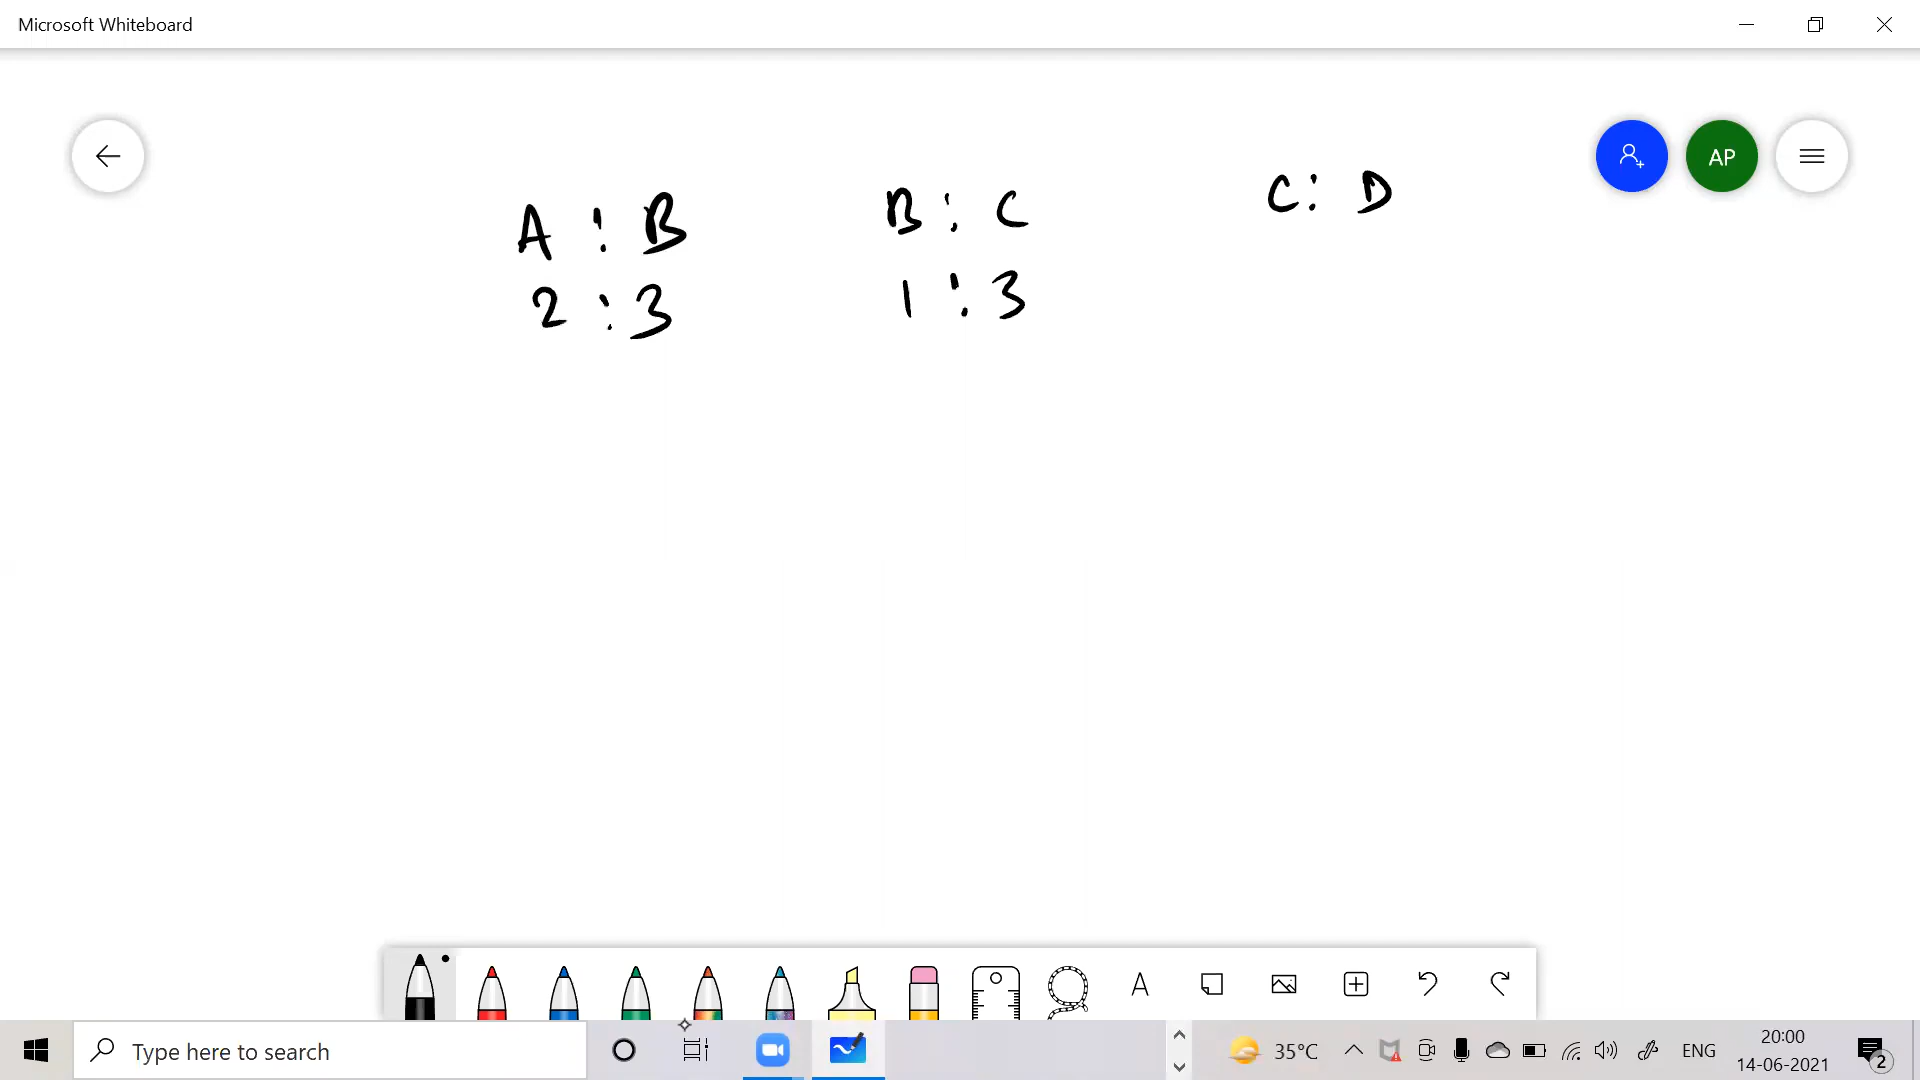 Microsoft Whiteboard
AP
A : B B : C C : D
2 : 3 1 : 3
A
Type here to search
35°C
ENG
20:00
14-06-2021
2